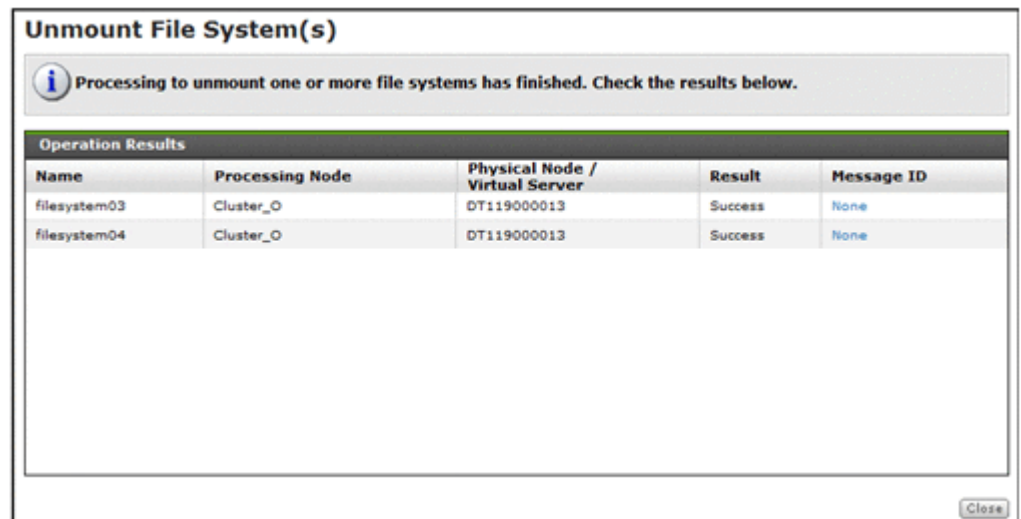 Unmount File System(s)
Processing to unmount one or more file systems has finished. Check the results below.
Operation Results
Name Processing Node Physical Node / Virtual Server Result Message ID
filesystem03 Cluster_O DT119000013 Success None
filesystem04 Cluster_O DT119000013 Success None
Close